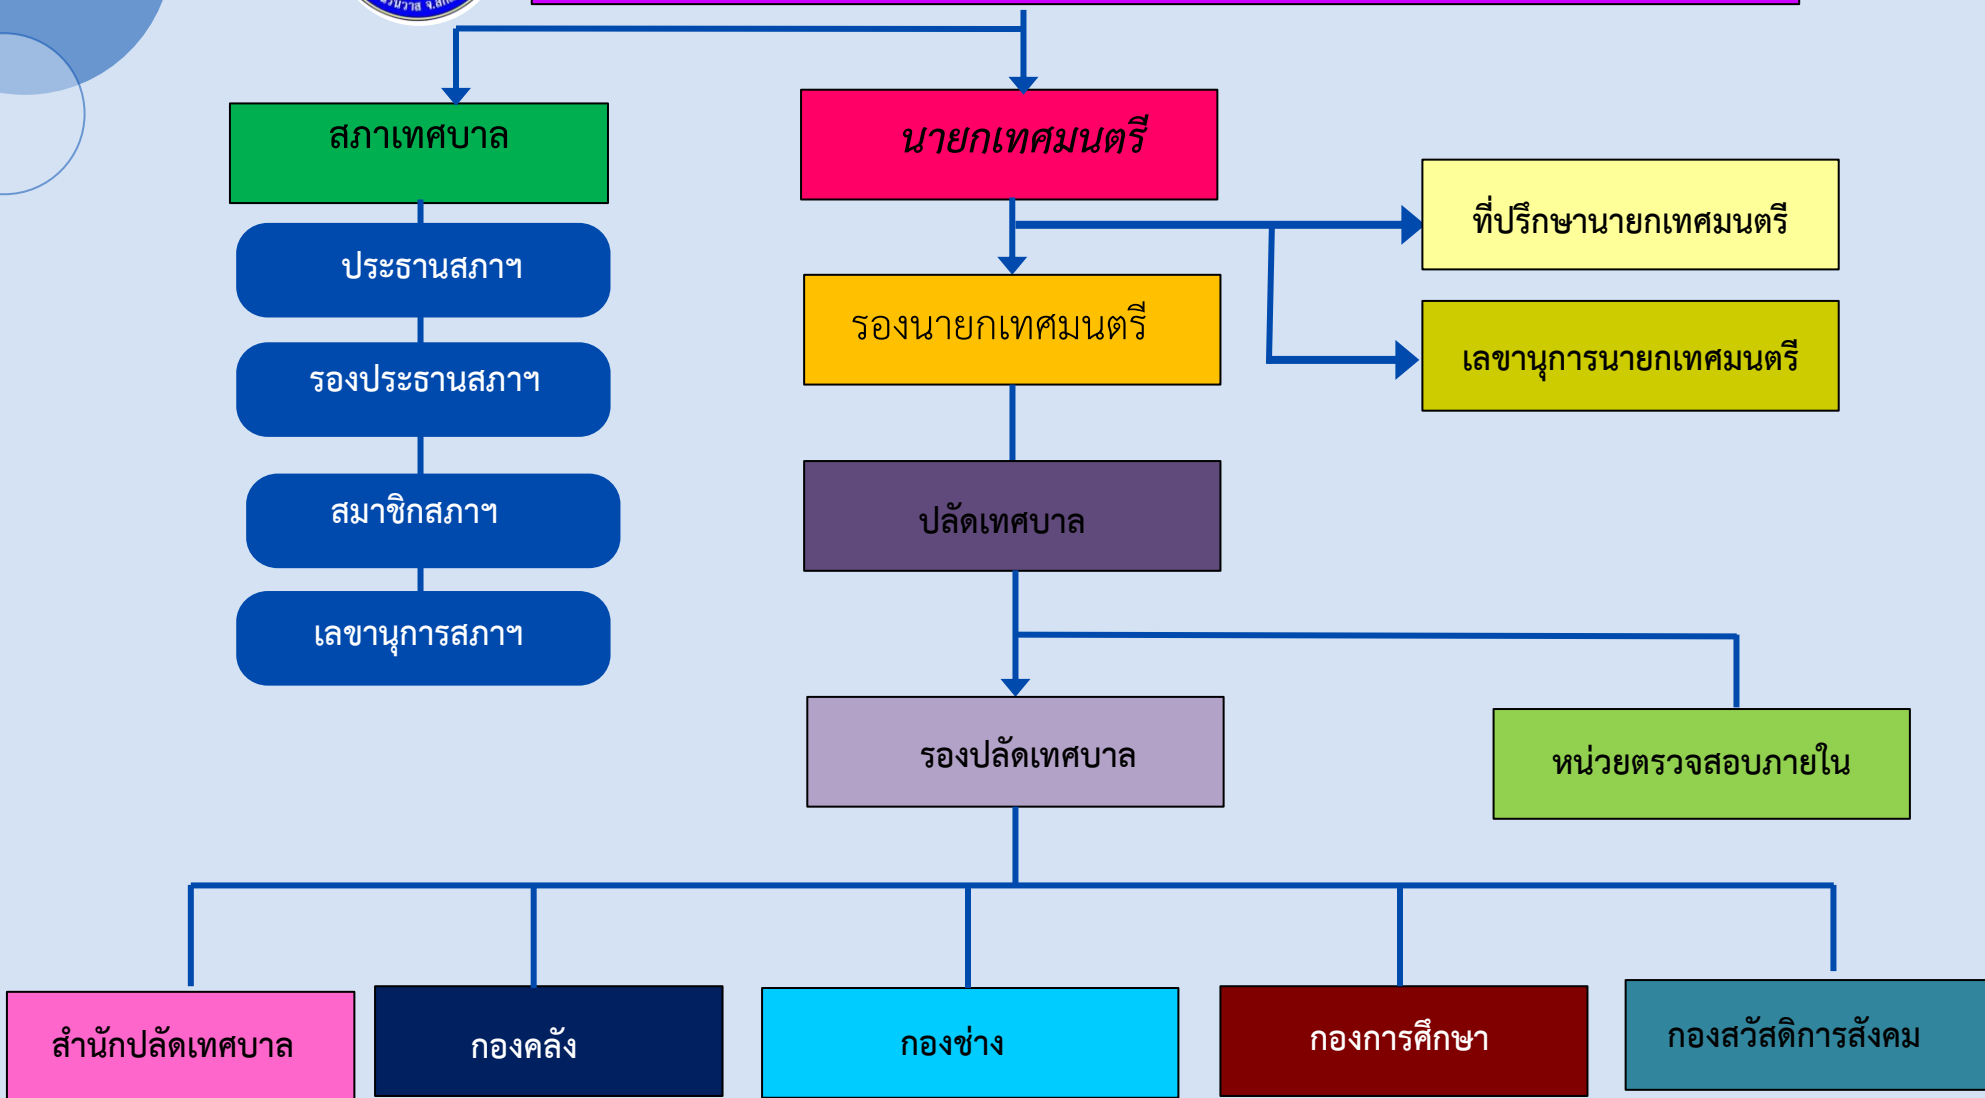 สภาเทศบาล
นายกเทศมนตรี
ที่ปรึกษานายกเทศมนตรี
ประธานสภาฯ
รองนายกเทศมนตรี
เลขานุการนายกเทศมนตรี
รองประธานสภาฯ
สมาชิกสภาฯ
ปลัดเทศบาล
เลขานุการสภาฯ
รองปลัดเทศบาล
หน่วยตรวจสอบภายใน
สำนักปลัดเทศบาล
กองคลัง
กองช่าง
กองการศึกษา
กองสวัสดิการสังคม